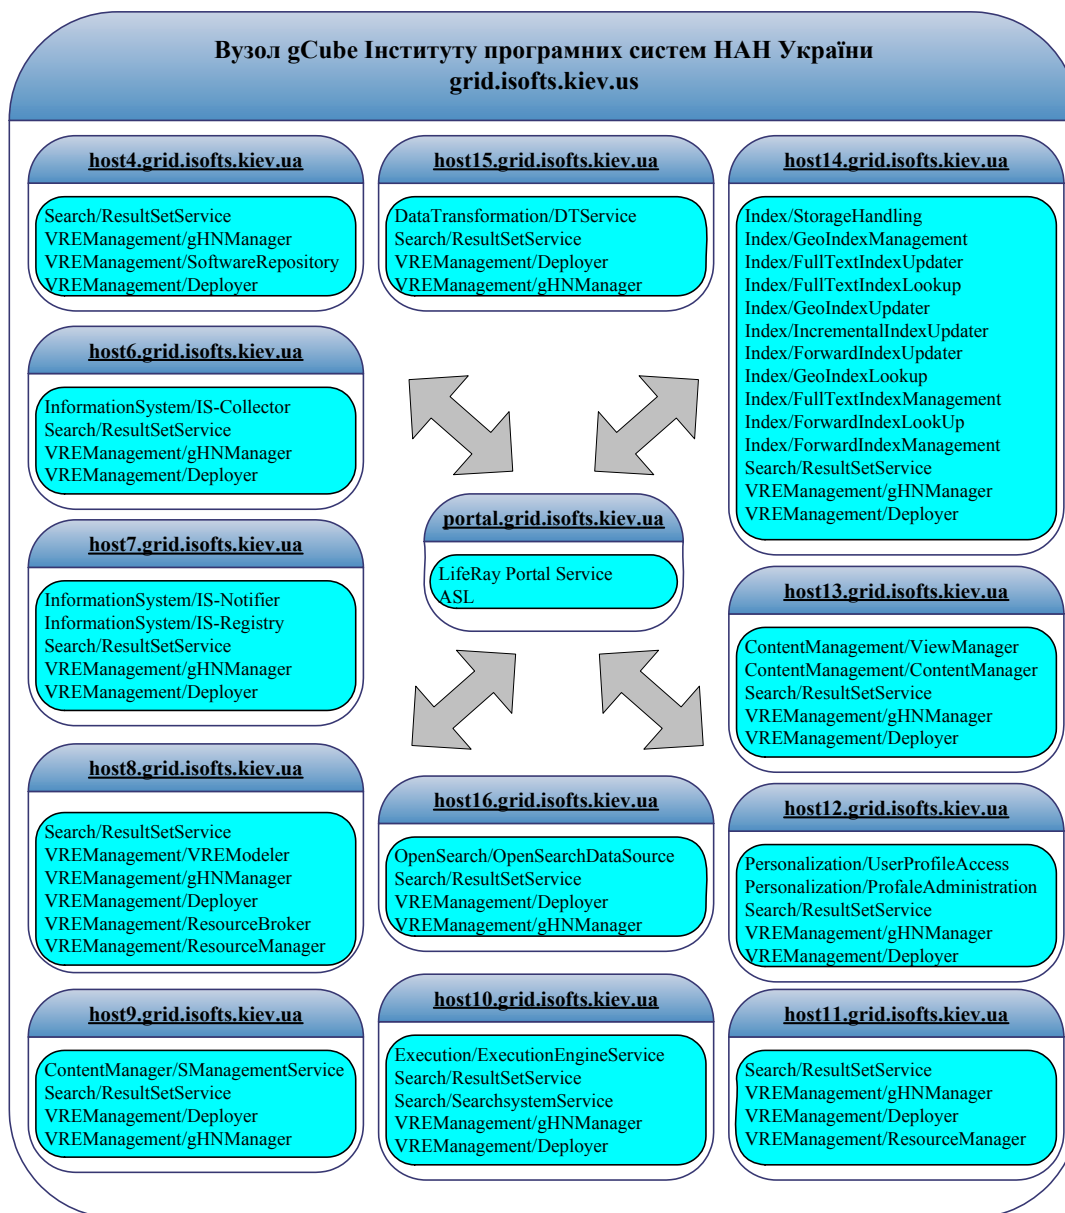 Вузол gCube Інституту програмних систем НАН України
grid.isofts.kiev.us
host4.grid.isofts.kiev.ua
Search/ResultSetService
VREManagement/gHNManager
VREManagement/SoftwareRepository
VREManagement/Deployer
host15.grid.isofts.kiev.ua
DataTransformation/DTService
Search/ResultSetService
VREManagement/Deployer
VREManagement/gHNManager
host14.grid.isofts.kiev.ua
Index/StorageHandling
Index/GeoIndexManagement
Index/FullTextIndexUpdater
Index/FullTextIndexLookup
Index/GeoIndexUpdater
Index/IncrementalIndexUpdater
Index/ForwardIndexUpdater
Index/GeoIndexLookup
Index/FullTextIndexManagement
Index/ForwardIndexLookUp
Index/ForwardIndexManagement
Search/ResultSetService
VREManagement/gHNManager
VREManagement/Deployer
host6.grid.isofts.kiev.ua
InformationSystem/IS-Collector
Search/ResultSetService
VREManagement/gHNManager
VREManagement/Deployer
portal.grid.isofts.kiev.ua
LifeRay Portal Service
ASL
host7.grid.isofts.kiev.ua
InformationSystem/IS-Notifier
InformationSystem/IS-Registry
Search/ResultSetService
VREManagement/gHNManager
VREManagement/Deployer
host13.grid.isofts.kiev.ua
ContentManagement/ViewManager
ContentManagement/ContentManager
Search/ResultSetService
VREManagement/gHNManager
VREManagement/Deployer
host8.grid.isofts.kiev.ua
Search/ResultSetService
VREManagement/VREModeler
VREManagement/gHNManager
VREManagement/Deployer
VREManagement/ResourceBroker
VREManagement/ResourceManager
host16.grid.isofts.kiev.ua
OpenSearch/OpenSearchDataSource
Search/ResultSetService
VREManagement/Deployer
VREManagement/gHNManager
host12.grid.isofts.kiev.ua
Personalization/UserProfileAccess
Personalization/ProfaleAdministration
Search/ResultSetService
VREManagement/gHNManager
VREManagement/Deployer
host9.grid.isofts.kiev.ua
ContentManager/SManagementService
Search/ResultSetService
VREManagement/Deployer
VREManagement/gHNManager
host10.grid.isofts.kiev.ua
Execution/ExecutionEngineService
Search/ResultSetService
Search/SearchsystemService
VREManagement/gHNManager
VREManagement/Deployer
host11.grid.isofts.kiev.ua
Search/ResultSetService
VREManagement/gHNManager
VREManagement/Deployer
VREManagement/ResourceManager